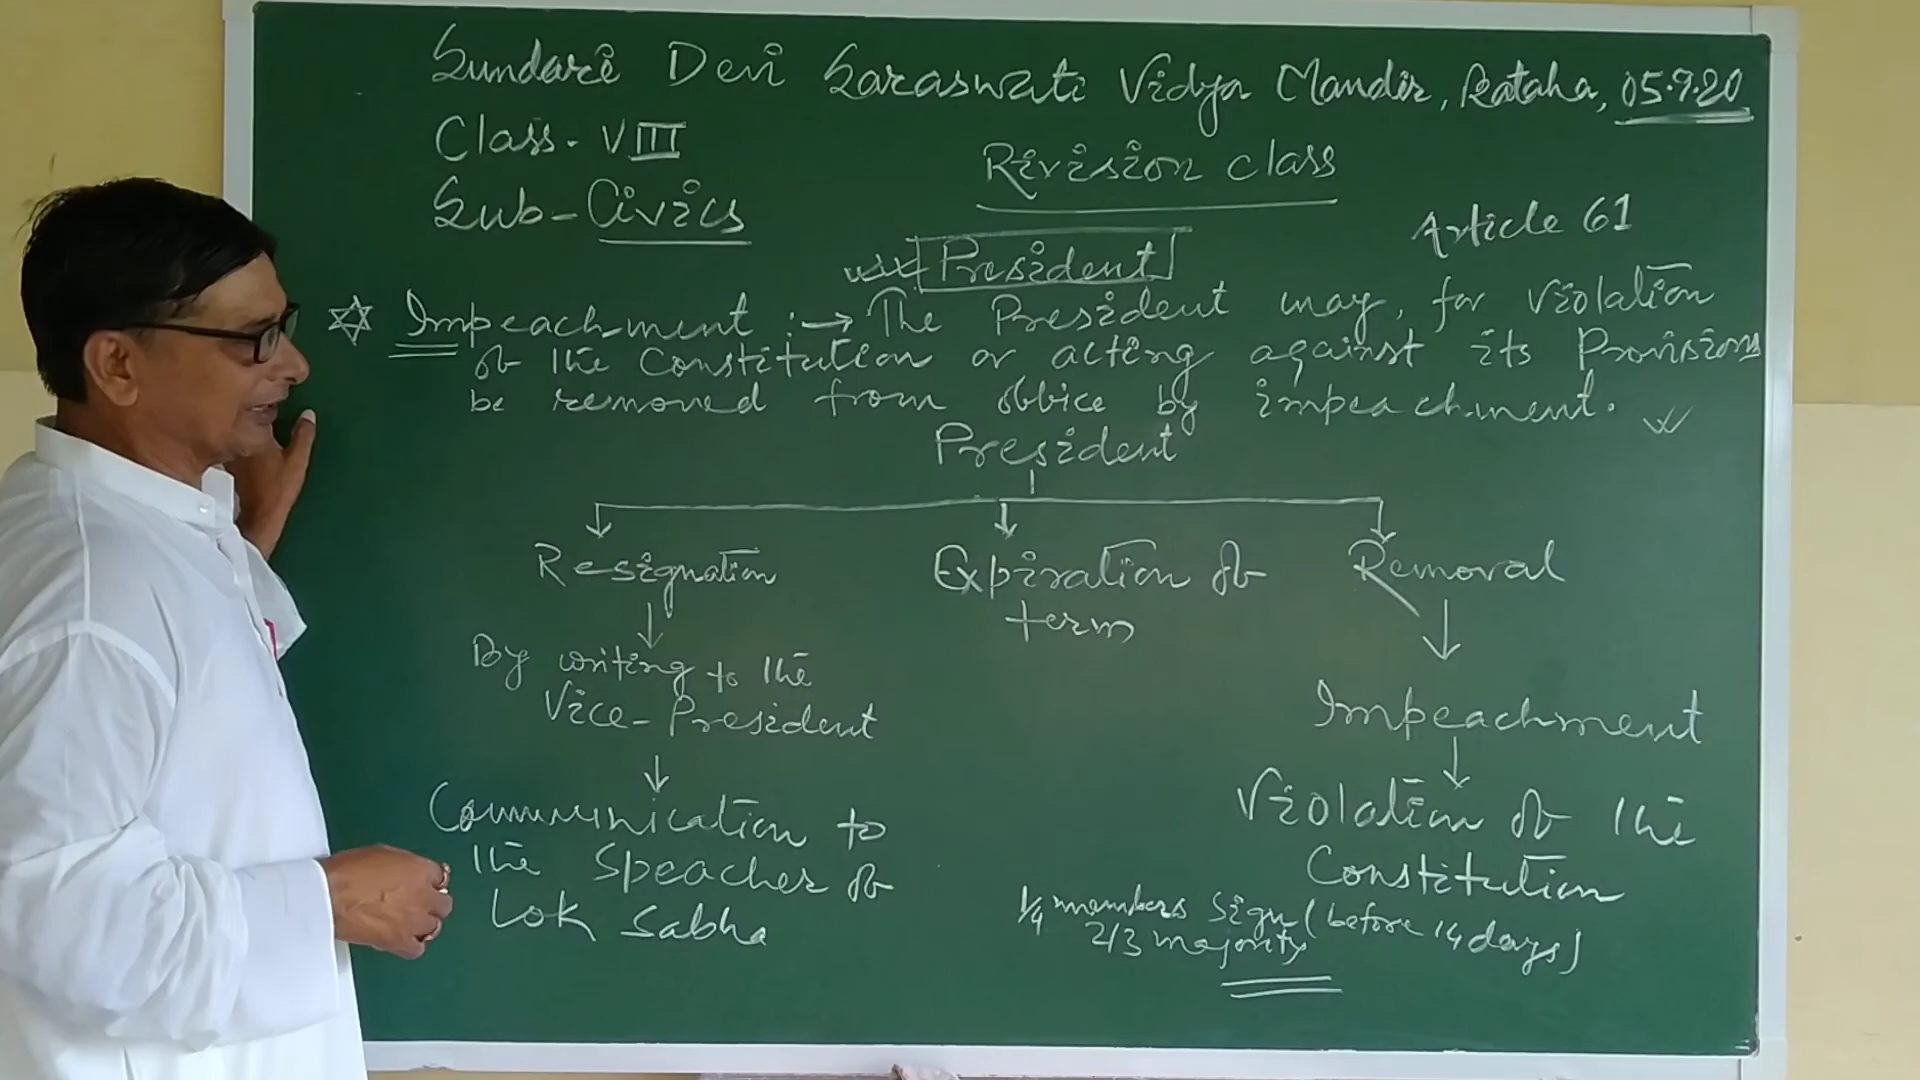 Sundari Devi Saraswati Vidya Mandir, Rataha, 05.9.20
Class - VIII
Rivision class
Sub - Civics
Article 61
President
Impeachment :→ The President may, for violation
of the Constitution or acting against its Provisions
be removed from office by impeachment.
President
Resignation Expiration of Removal
term
By writing to the
Vice-President
Impeachment
Communication to
Violation of the
the Speacher of
Constitution
Lok Sabha
1/4 members sign (before 14 days)
2/3 majority